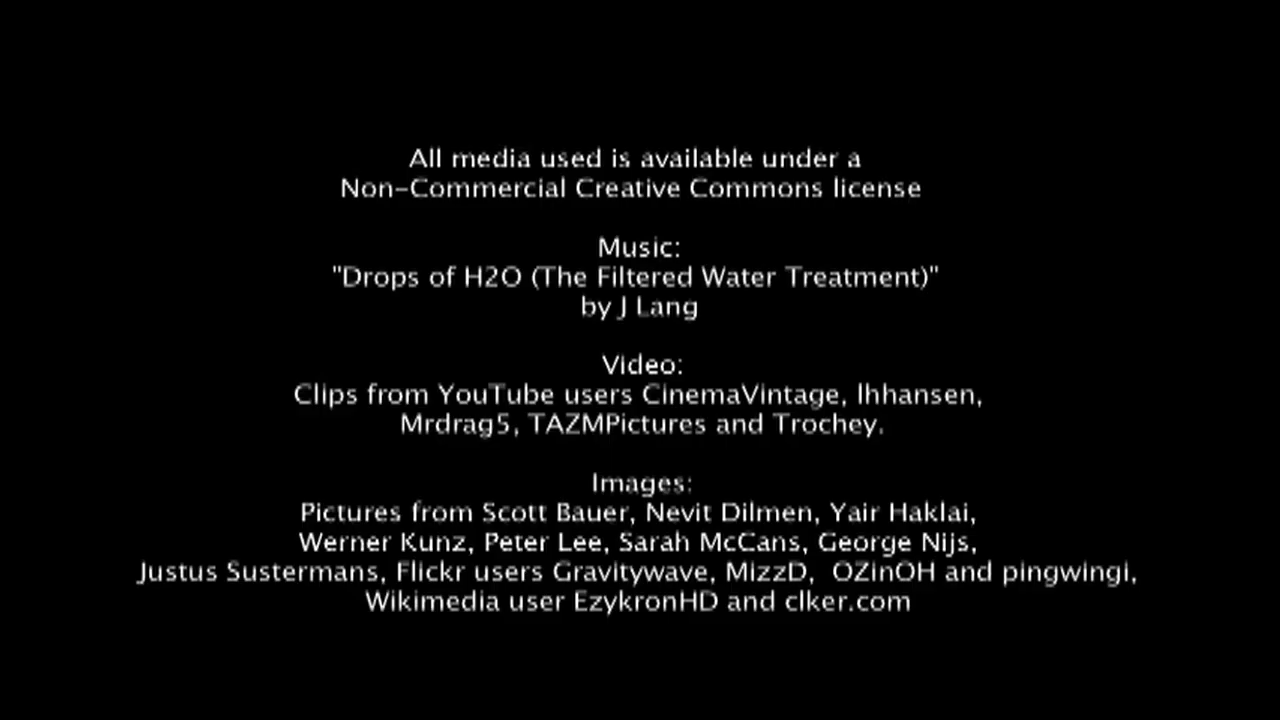 All media used is available under a
Non-Commercial Creative Commons license
Music:
"Drops of H2O (The Filtered Water Treatment)"
by J Lang
Video:
Clips from YouTube users CinemaVintage, lhhansen,
Mrdrag5, TAZMPictures and Trochey.
Images:
Pictures from Scott Bauer, Nevit Dilmen, Yair Haklai,
Werner Kunz, Peter Lee, Sarah McCans, George Nijs,
Justus Sustermans, Flickr users Gravitywave, MizzD, OZinOH and pingwingi,
Wikimedia user EzykronHD and clker.com